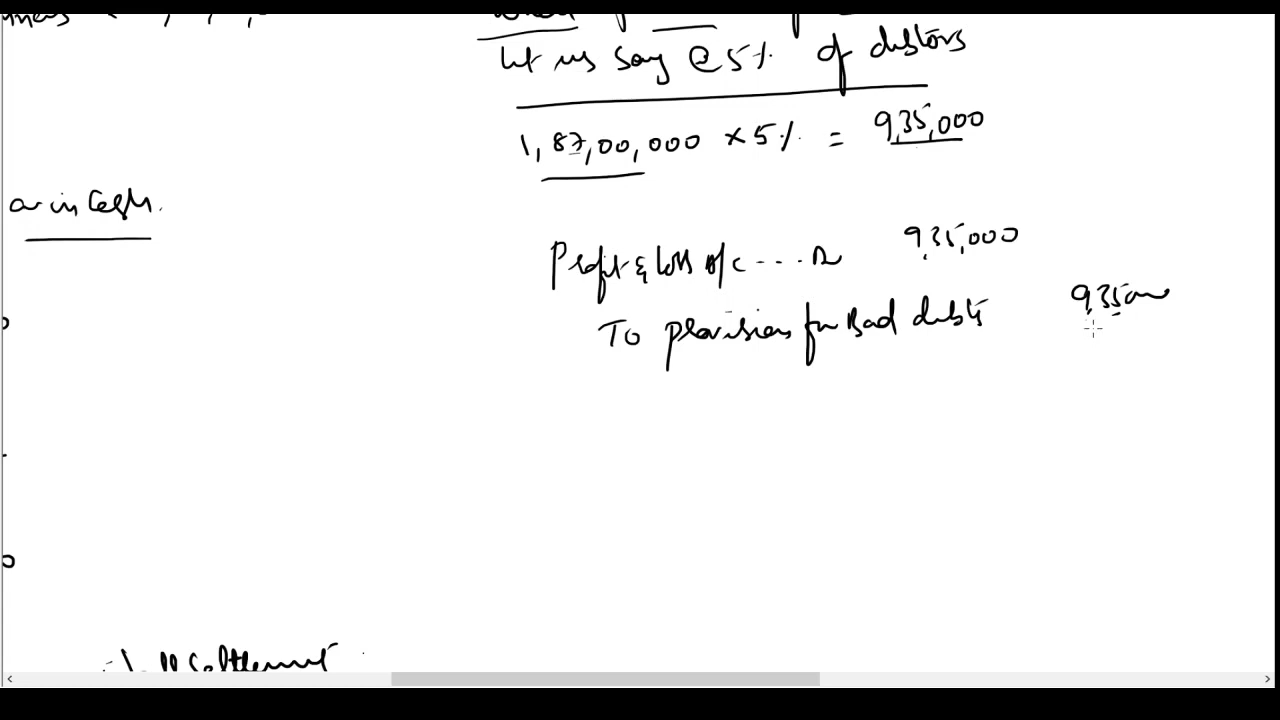 let us say @ 5% of debtors
1,87,00,000 × 5% = 9,35,000
or in Cash.
Profit & loss A/c .... Dr 9,35,000
To provision for Bad debts 9,35,000
Settlement